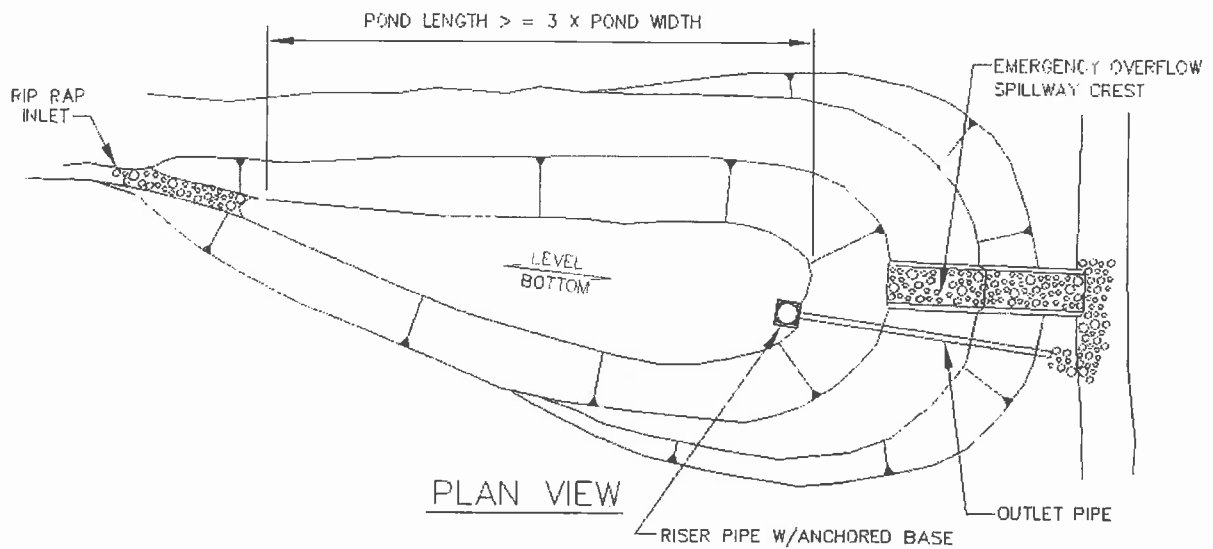 POND LENGTH > = 3 X POND WIDTH
RIP RAP
INLET
EMERGENCY OVERFLOW
SPILLWAY CREST
LEVEL
BOTTOM
PLAN VIEW
OUTLET PIPE
RISER PIPE W/ANCHORED BASE